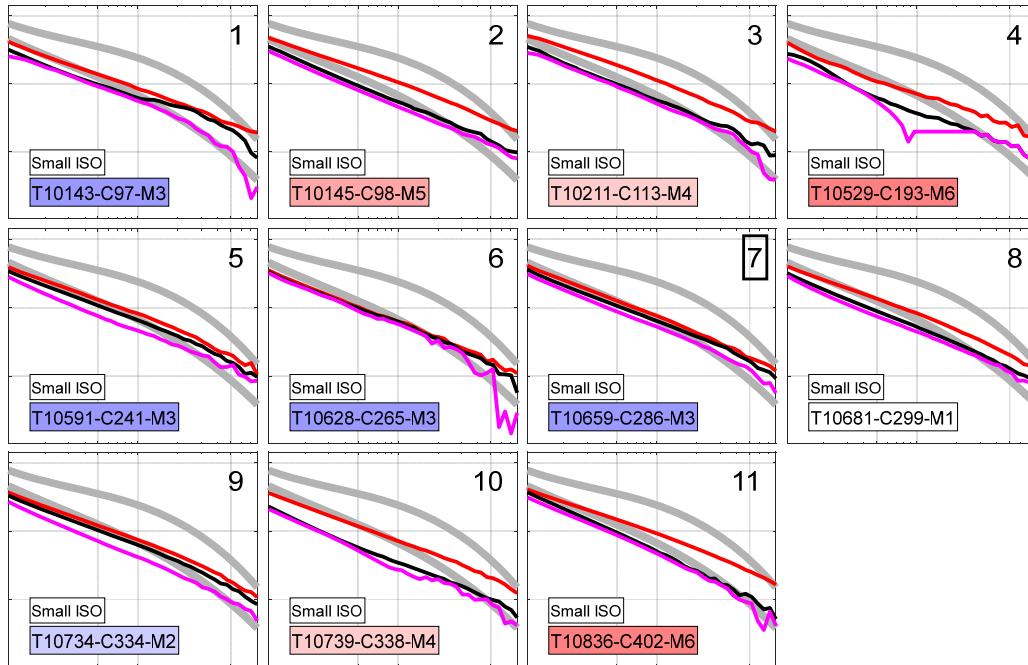 1
Small ISO
T10143-C97-M3
2
Small ISO
T10145-C98-M5
3
Small ISO
T10211-C113-M4
4
Small ISO
T10529-C193-M6
5
Small ISO
T10591-C241-M3
6
Small ISO
T10628-C265-M3
7
Small ISO
T10659-C286-M3
8
Small ISO
T10681-C299-M1
9
Small ISO
T10734-C334-M2
10
Small ISO
T10739-C338-M4
11
Small ISO
T10836-C402-M6